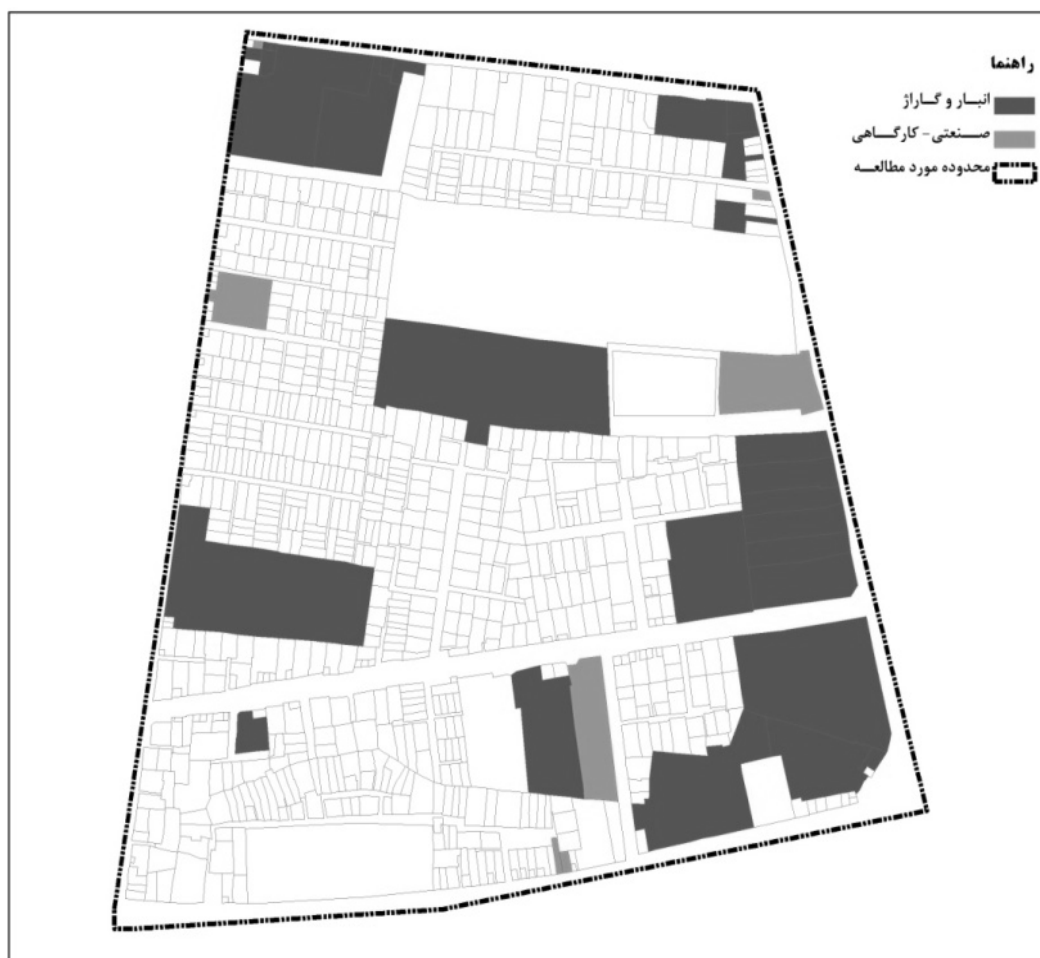 راهنما
انبار و گاراژ
صنعتی - کارگاهی
محدوده مورد مطالعه